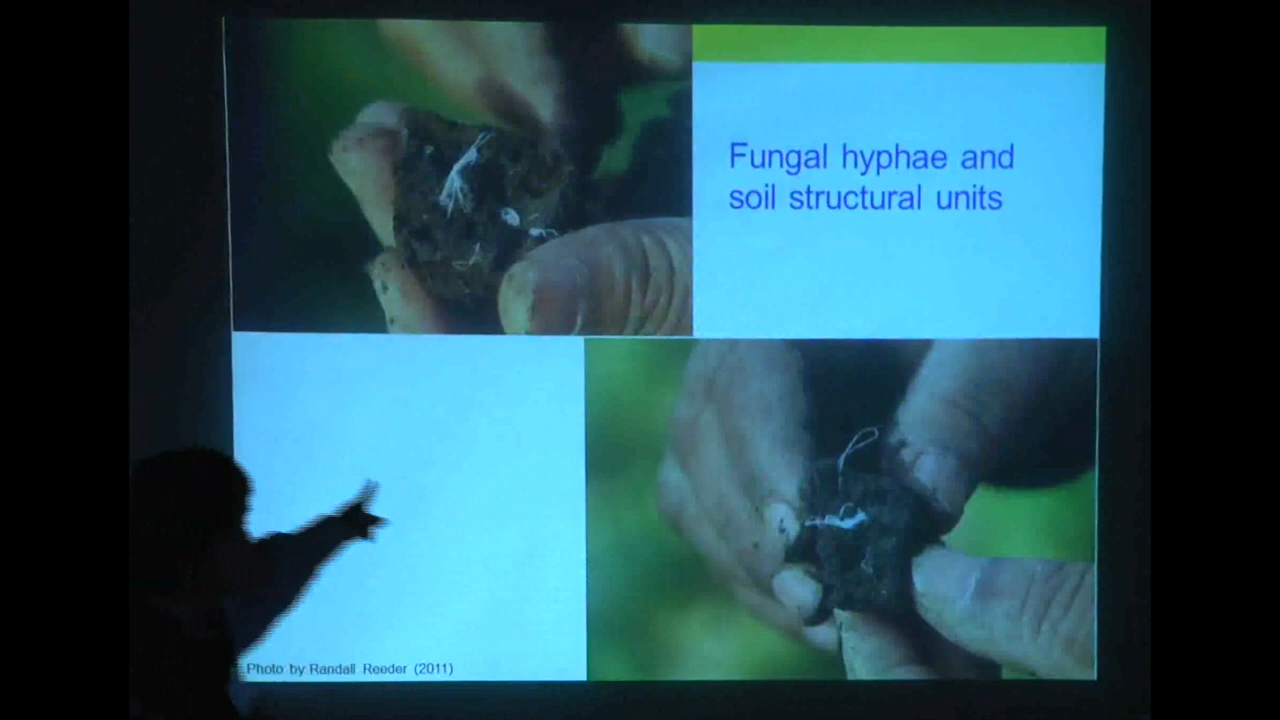 Fungal hyphae and
soil structural units
Photo by Randall Reeder (2011)